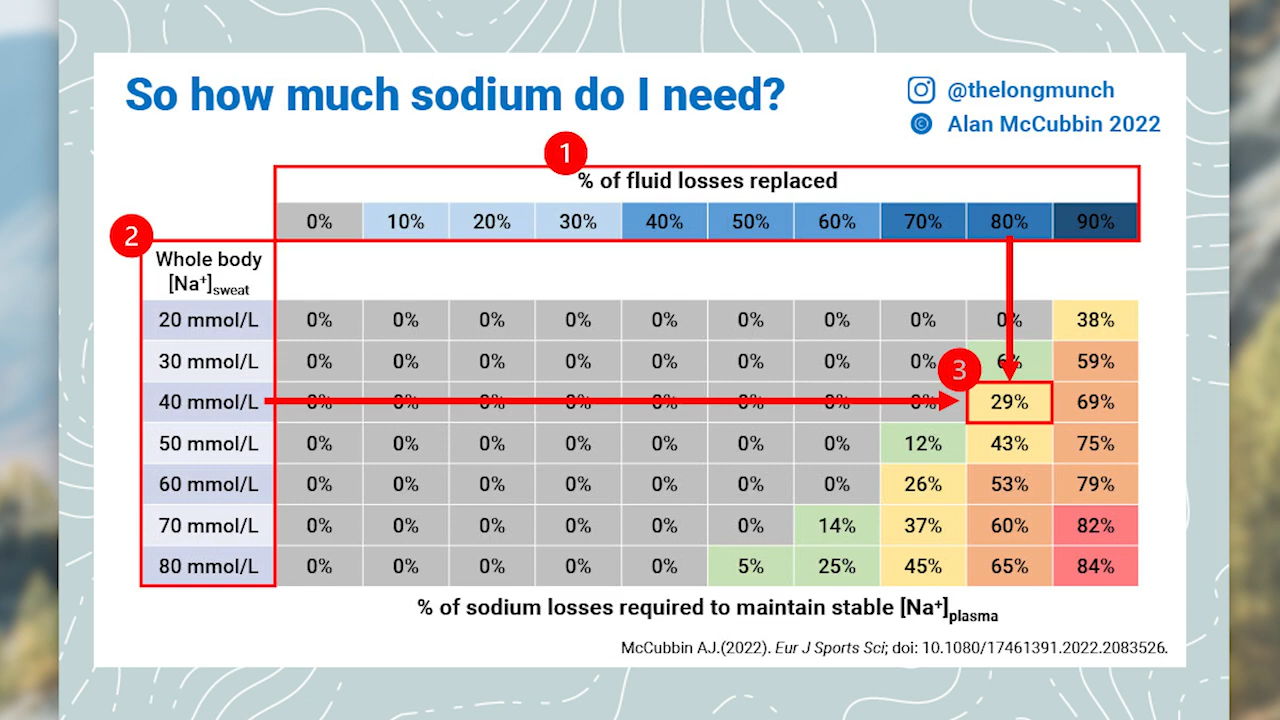 So how much sodium do I need?
@thelongmunch
© Alan McCubbin 2022
1
% of fluid losses replaced
0% 10% 20% 30% 40% 50% 60% 70% 80% 90%
2
Whole body
[Na⁺]sweat
20 mmol/L 0% 0% 0% 0% 0% 0% 0% 0% 0% 38%
30 mmol/L 0% 0% 0% 0% 0% 0% 0% 0% 6% 59%
3
40 mmol/L 0% 0% 0% 0% 0% 0% 0% 0% 29% 69%
50 mmol/L 0% 0% 0% 0% 0% 0% 0% 12% 43% 75%
60 mmol/L 0% 0% 0% 0% 0% 0% 0% 26% 53% 79%
70 mmol/L 0% 0% 0% 0% 0% 0% 14% 37% 60% 82%
80 mmol/L 0% 0% 0% 0% 0% 5% 25% 45% 65% 84%
% of sodium losses required to maintain stable [Na⁺]plasma
McCubbin AJ.(2022). Eur J Sports Sci; doi: 10.1080/17461391.2022.2083526.